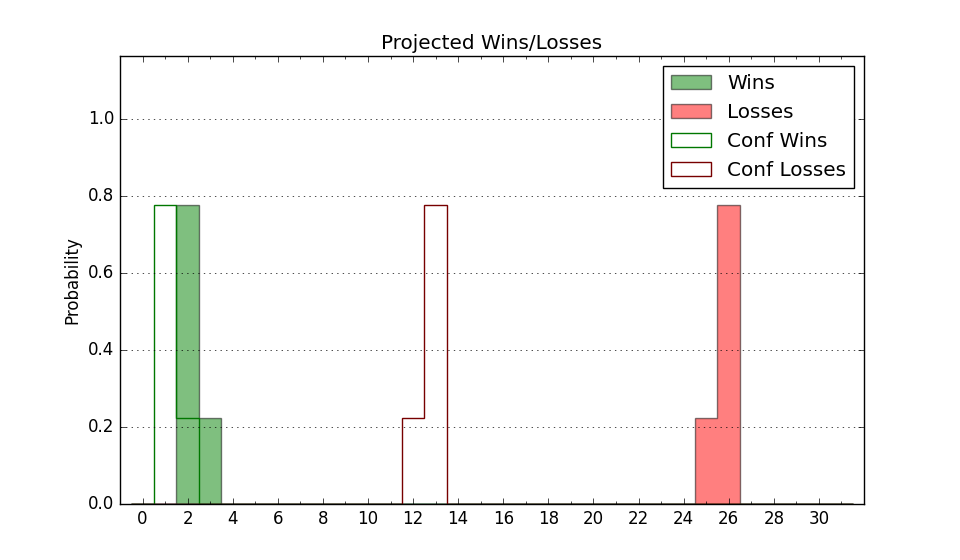 Projected Wins/Losses
Wins
Losses
Conf Wins
Conf Losses
Probability
1.0
0.8
0.6
0.4
0.2
0.0
0 2 4 6 8 10 12 14 16 18 20 22 24 26 28 30